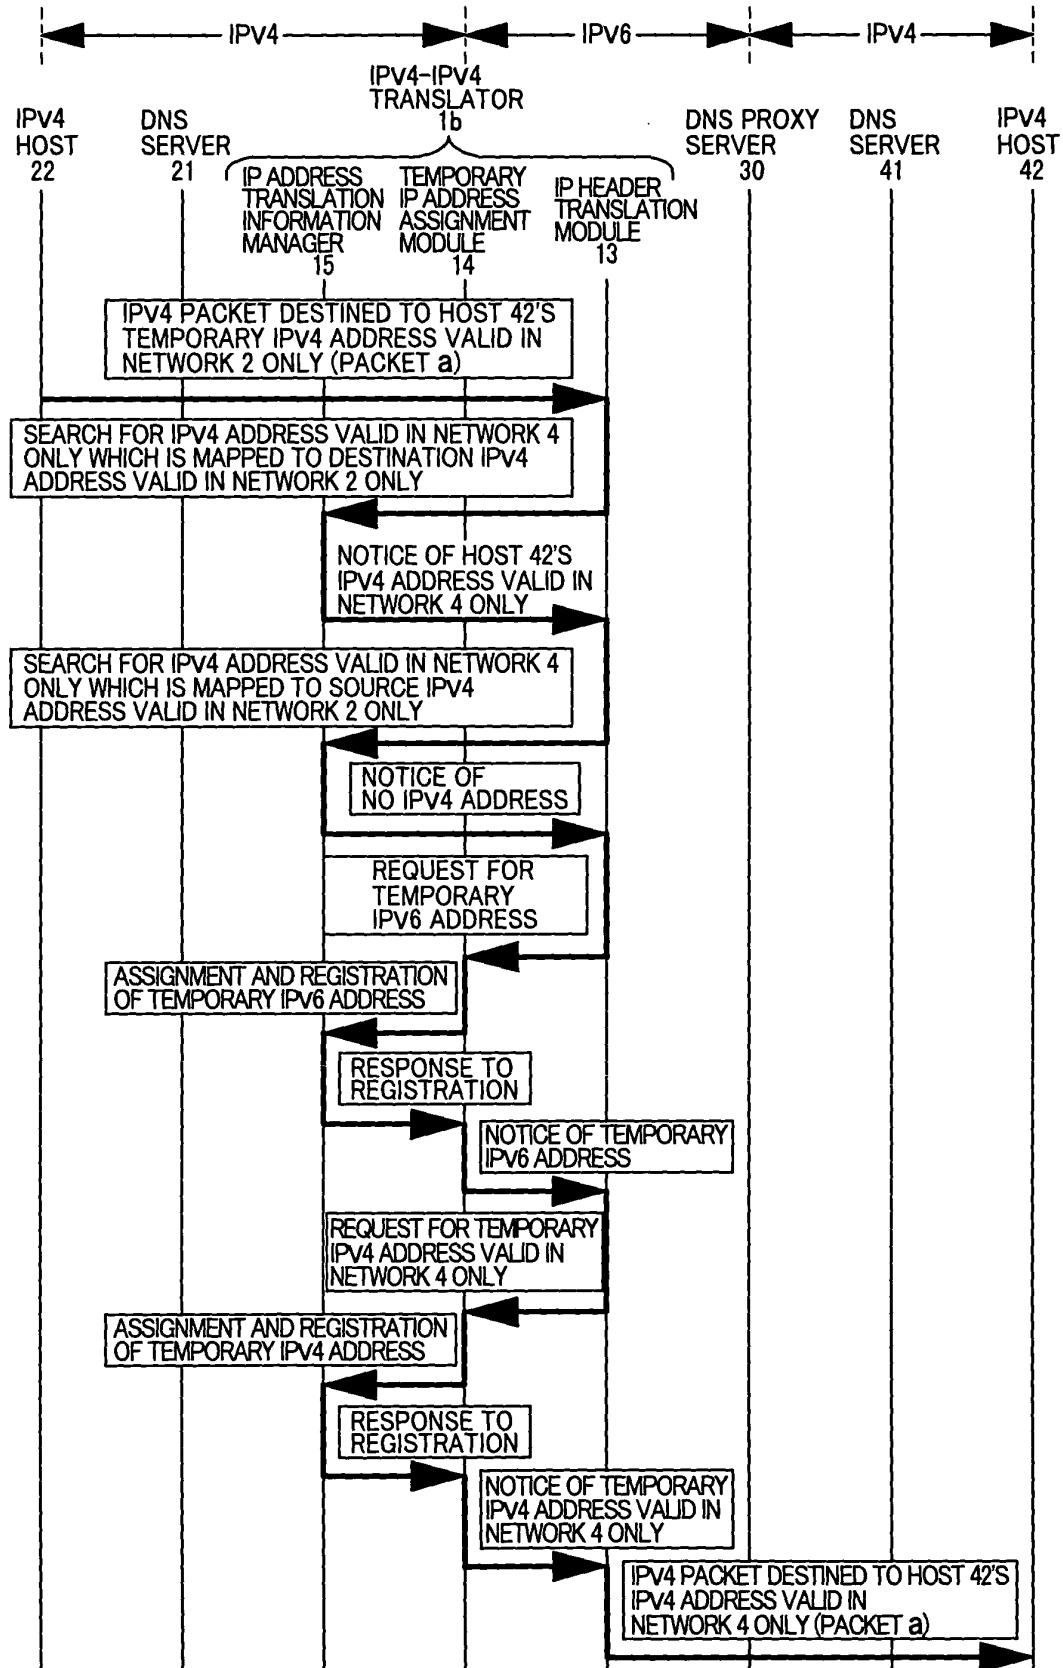 IPV4
IPV6
IPV4
IPV4-IPV4
TRANSLATOR
1b
IPV4
HOST
22
DNS
SERVER
21
DNS PROXY
SERVER
30
DNS
SERVER
41
IPV4
HOST
42
IP ADDRESS
TRANSLATION
INFORMATION
MANAGER
15
TEMPORARY
IP ADDRESS
ASSIGNMENT
MODULE
14
IP HEADER
TRANSLATION
MODULE
13
IPV4 PACKET DESTINED TO HOST 42'S
TEMPORARY IPV4 ADDRESS VALID IN
NETWORK 2 ONLY (PACKET a)
SEARCH FOR IPV4 ADDRESS VALID IN NETWORK 4
ONLY WHICH IS MAPPED TO DESTINATION IPV4
ADDRESS VALID IN NETWORK 2 ONLY
NOTICE OF HOST 42'S
IPV4 ADDRESS VALID IN
NETWORK 4 ONLY
SEARCH FOR IPV4 ADDRESS VALID IN NETWORK 4
ONLY WHICH IS MAPPED TO SOURCE IPV4
ADDRESS VALID IN NETWORK 2 ONLY
NOTICE OF
NO IPV4 ADDRESS
REQUEST FOR
TEMPORARY
IPV6 ADDRESS
ASSIGNMENT AND REGISTRATION
OF TEMPORARY IPV6 ADDRESS
RESPONSE TO
REGISTRATION
NOTICE OF TEMPORARY
IPV6 ADDRESS
REQUEST FOR TEMPORARY
IPV4 ADDRESS VALID IN
NETWORK 4 ONLY
ASSIGNMENT AND REGISTRATION
OF TEMPORARY IPV4 ADDRESS
RESPONSE TO
REGISTRATION
NOTICE OF TEMPORARY
IPV4 ADDRESS VALID IN
NETWORK 4 ONLY
IPV4 PACKET DESTINED TO HOST 42'S
IPV4 ADDRESS VALID IN
NETWORK 4 ONLY (PACKET a)